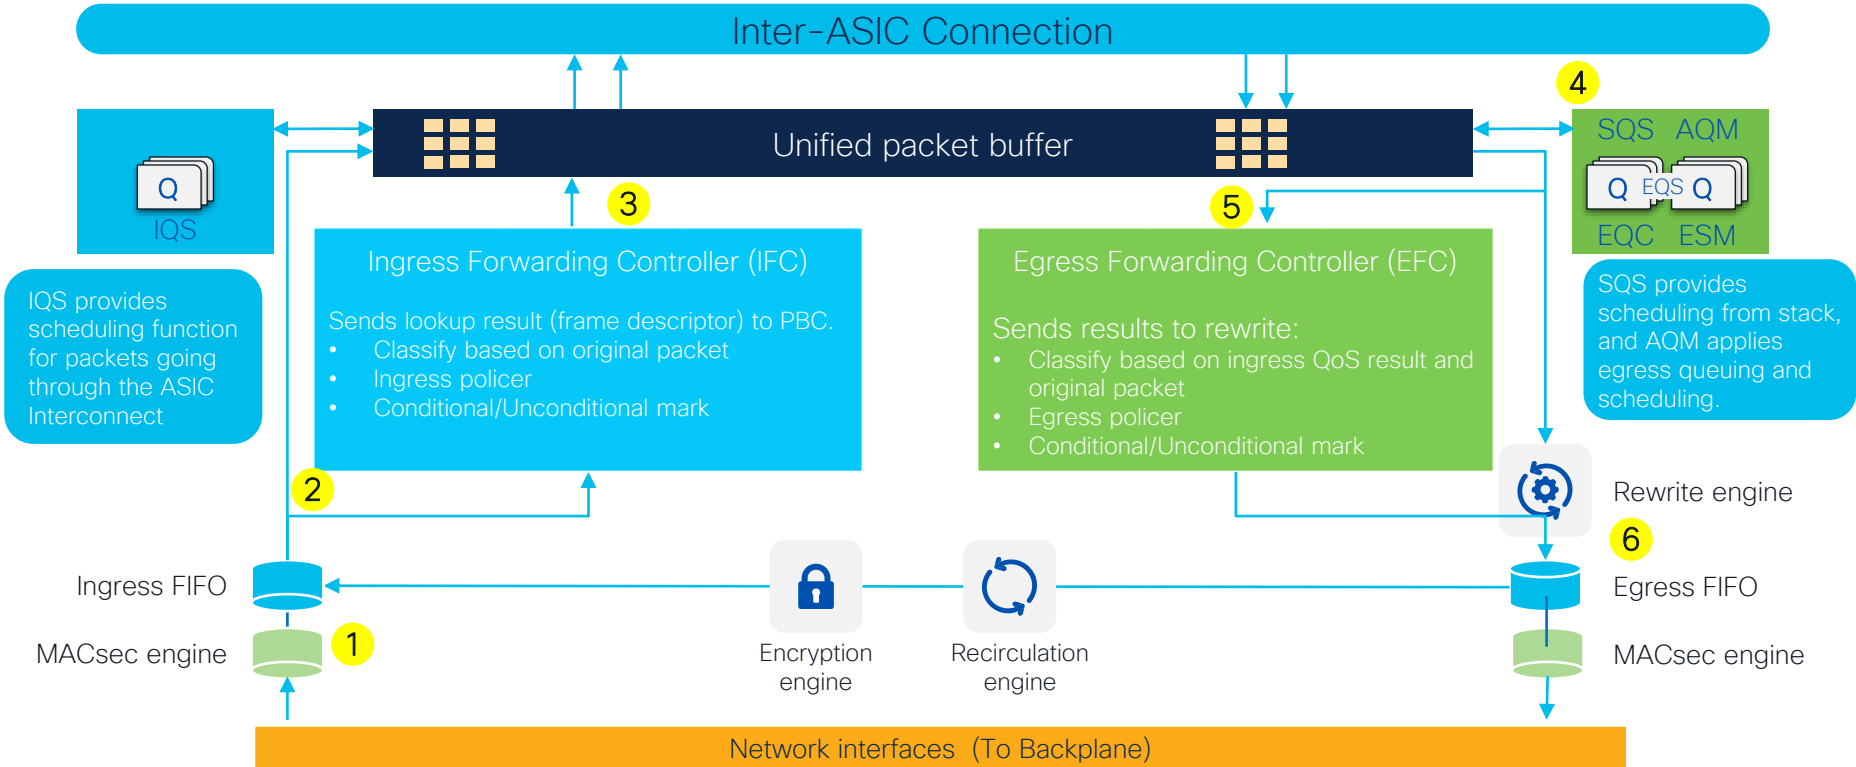 Inter-ASIC Connection
4
Unified packet buffer
Q
IQS
SQS AQM
Q EQS Q
EQC ESM
3
5
IQS provides
scheduling function
for packets going
through the ASIC
Interconnect
Ingress Forwarding Controller (IFC)
Sends lookup result (frame descriptor) to PBC.
• Classify based on original packet
• Ingress policer
• Conditional/Unconditional mark
Egress Forwarding Controller (EFC)
Sends results to rewrite:
• Classify based on ingress QoS result and
original packet
• Egress policer
• Conditional/Unconditional mark
SQS provides
scheduling from stack,
and AQM applies
egress queuing and
scheduling.
2
Rewrite engine
6
Ingress FIFO
Egress FIFO
MACsec engine
1
Encryption
engine
Recirculation
engine
MACsec engine
Network interfaces (To Backplane)